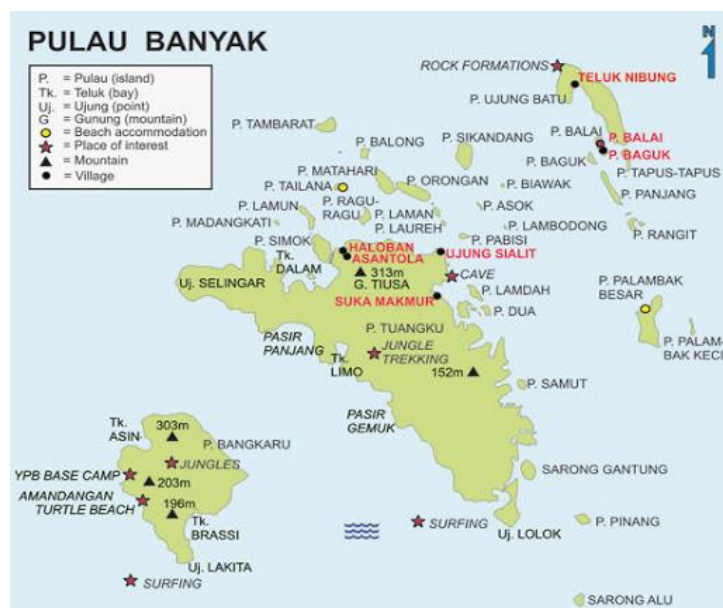 PULAU BANYAK
P. = Pulau (island)
Tk. = Teluk (bay)
Uj. = Ujung (point)
G = Gunung (mountain)
= Beach accommodation
= Place of interest
= Mountain
= Village
N
ROCK FORMATIONS
TELUK NIBUNG
P. UJUNG BATU
P. TAMBARAT
P. BALONG
P. SIKANDANG
P. BALAI
P. BALAI
P. BAGUK
P. BAGUK
P. MATAHARI
P. TAILANA
P. ORONGAN
P. BIAWAK
P. TAPUS-TAPUS
P. PANJANG
P. RAGU-
RAGU
P. LAMUN
P. LAMAN
P. ASOK
P. MADANGKATI
P. LAUREH
P. LAMBODONG
P. RANGIT
P. SIMOK
P. PABISI
HALOBAN
ASANTOLA
UJUNG SIALIT
Tk.
DALAM
313m
G. TIUSA
CAVE
Uj. SELINGAR
P. LAMDAH
P. PALAMBAK
BESAR
SUKA MAKMUR
P. DUA
PASIR
PANJANG
P. TUANGKU
JUNGLE
TREKKING
Tk.
LIMO
P. PALAM-
BAK KECI
152m
P. SAMUT
PASIR
GEMUK
Tk.
ASIN
303m
P. BANGKARU
JUNGLES
YPB BASE CAMP
203m
SARONG GANTUNG
AMANDANGAN
TURTLE BEACH
196m
Tk.
BRASSI
SURFING
Uj. LOLOK
P. PINANG
Uj. LAKITA
SURFING
SARONG ALU